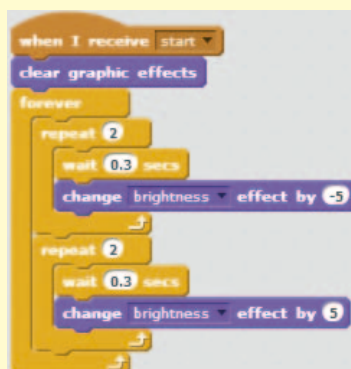 when I receive start
clear graphic effects
forever
repeat 2
wait 0.3 secs
change brightness effect by -5
repeat 2
wait 0.3 secs
change brightness effect by 5